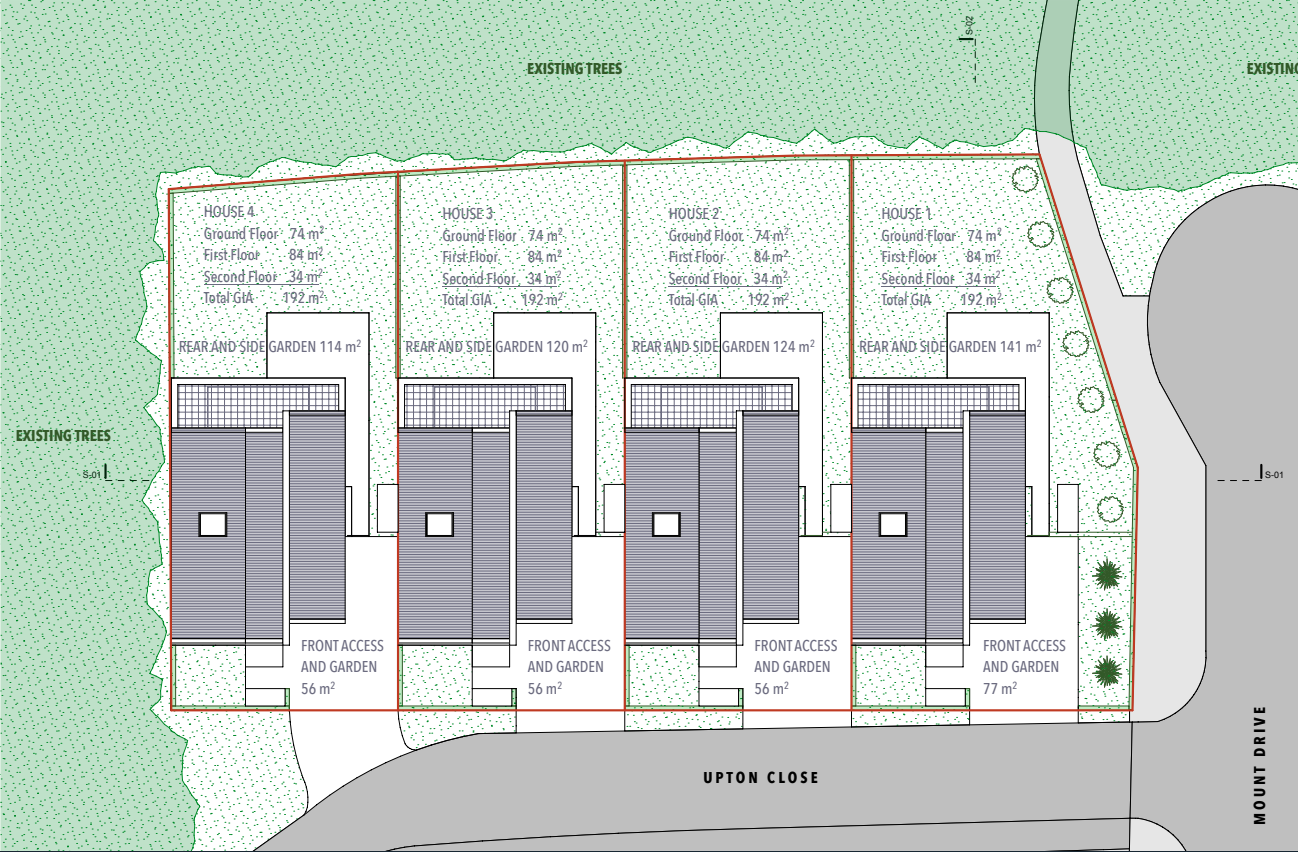 S-02
EXISTING TREES
EXISTING
HOUSE 4
Ground Floor 74 m²
First Floor 84 m²
Second Floor 34 m²
Total GIA 192 m²
REAR AND SIDE GARDEN 114 m²
HOUSE 3
Ground Floor 74 m²
First Floor 84 m²
Second Floor 34 m²
Total GIA 192 m²
REAR AND SIDE GARDEN 120 m²
HOUSE 2
Ground Floor 74 m²
First Floor 84 m²
Second Floor 34 m²
Total GIA 192 m²
REAR AND SIDE GARDEN 124 m²
HOUSE 1
Ground Floor 74 m²
First Floor 84 m²
Second Floor 34 m²
Total GIA 192 m²
REAR AND SIDE GARDEN 141 m²
EXISTING TREES
S-01
S-01
FRONT ACCESS
AND GARDEN
56 m²
FRONT ACCESS
AND GARDEN
56 m²
FRONT ACCESS
AND GARDEN
56 m²
FRONT ACCESS
AND GARDEN
77 m²
UPTON CLOSE
MOUNT DRIVE